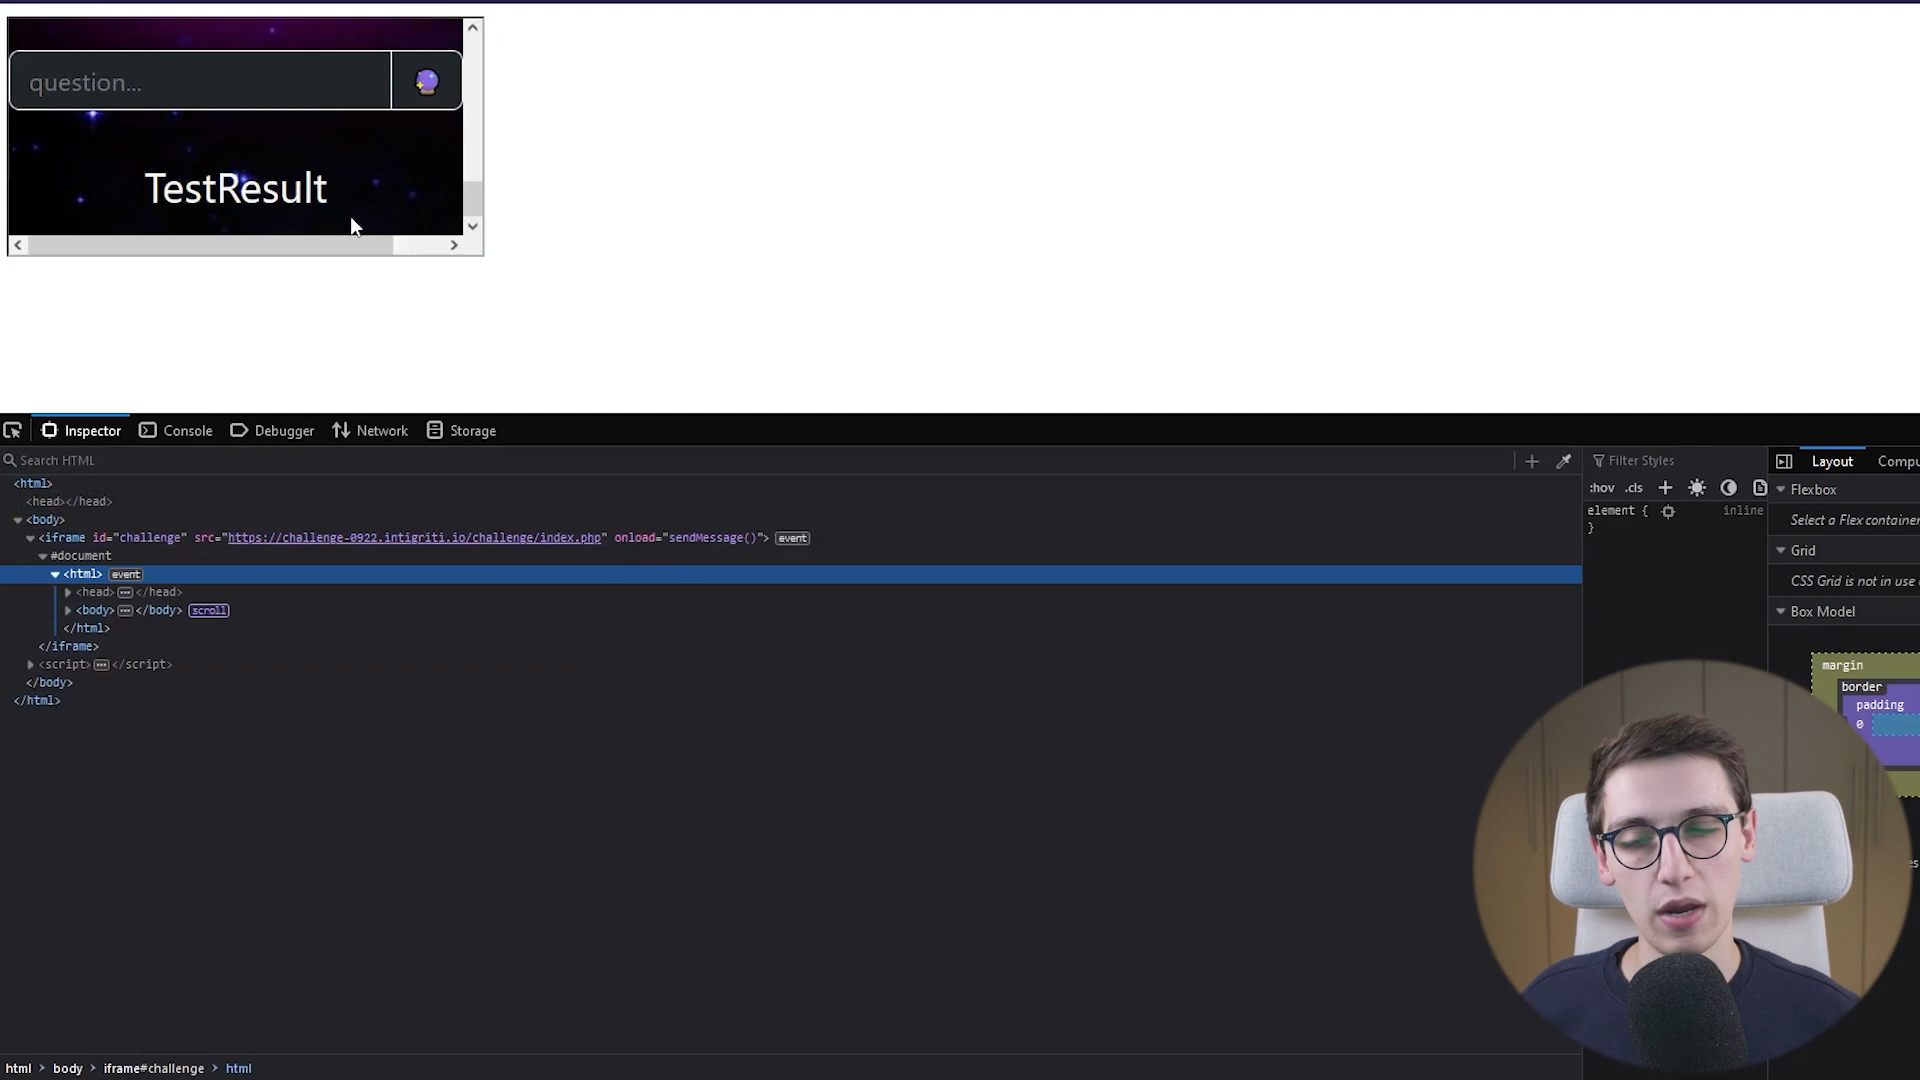 question...
TestResult
Inspector Console Debugger Network Storage
Search HTML
<html>
<head></head>
<body>
<iframe id="challenge" src="https://challenge-0922.intigriti.io/challenge/index.php" onload="sendMessage()"> event
#document
<html> event
<head> </head>
<body> </body> scroll
</html>
</iframe>
<script> </script>
</body>
</html>
html > body > iframe#challenge > html
Filter Styles
:hov .cls
element { inline
}
Layout
Flexbox
Select a Flex container
Grid
CSS Grid is not in use
Box Model
margin
border
padding
0